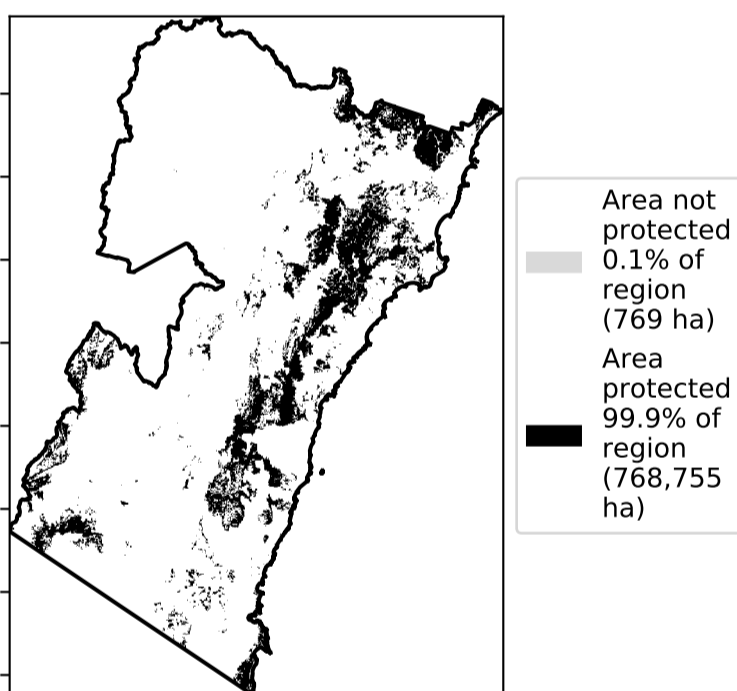 Area not
protected
0.1% of
region
(769 ha)
Area
protected
99.9% of
region
(768,755
ha)